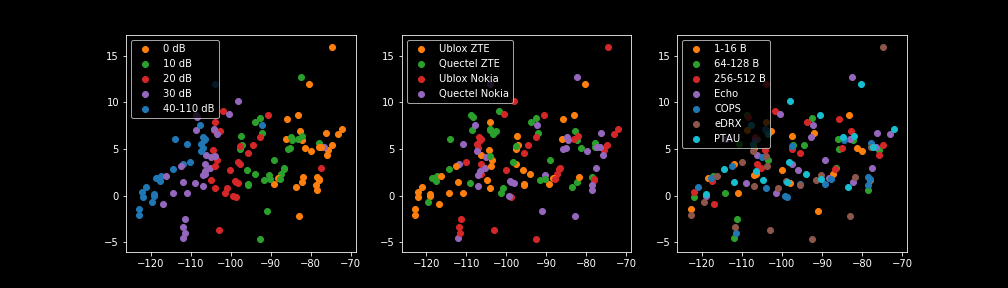 0 dB
10 dB
20 dB
30 dB
40-110 dB
15
10
5
0
−5
−120
−110
−100
−90
−80
−70
Ublox ZTE
Quectel ZTE
Ublox Nokia
Quectel Nokia
15
10
5
0
−5
−120
−110
−100
−90
−80
−70
1-16 B
64-128 B
256-512 B
Echo
COPS
eDRX
PTAU
15
10
5
0
−5
−120
−110
−100
−90
−80
−70